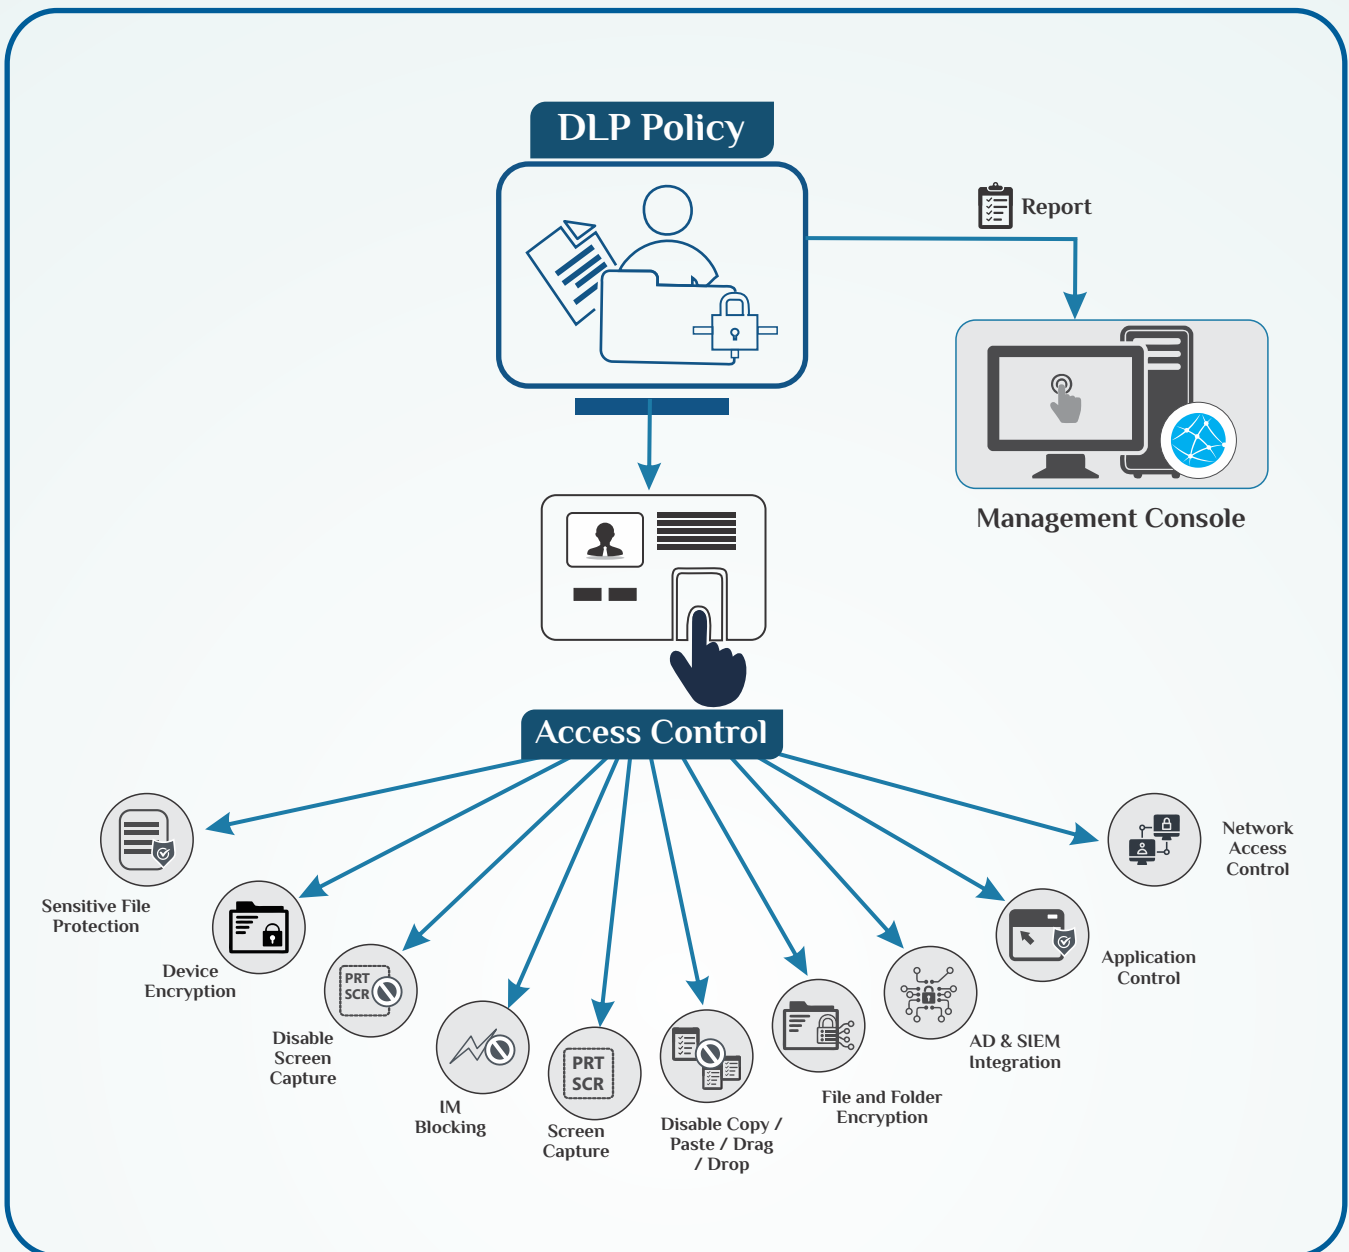 DLP Policy
Report
Management Console
Access Control
Sensitive File
Protection
Device
Encryption
PRT
SCR
Disable
Screen
Capture
IM
Blocking
PRT
SCR
Screen
Capture
Disable Copy /
Paste / Drag
/ Drop
File and Folder
Encryption
AD & SIEM
Integration
Application
Control
Network
Access
Control